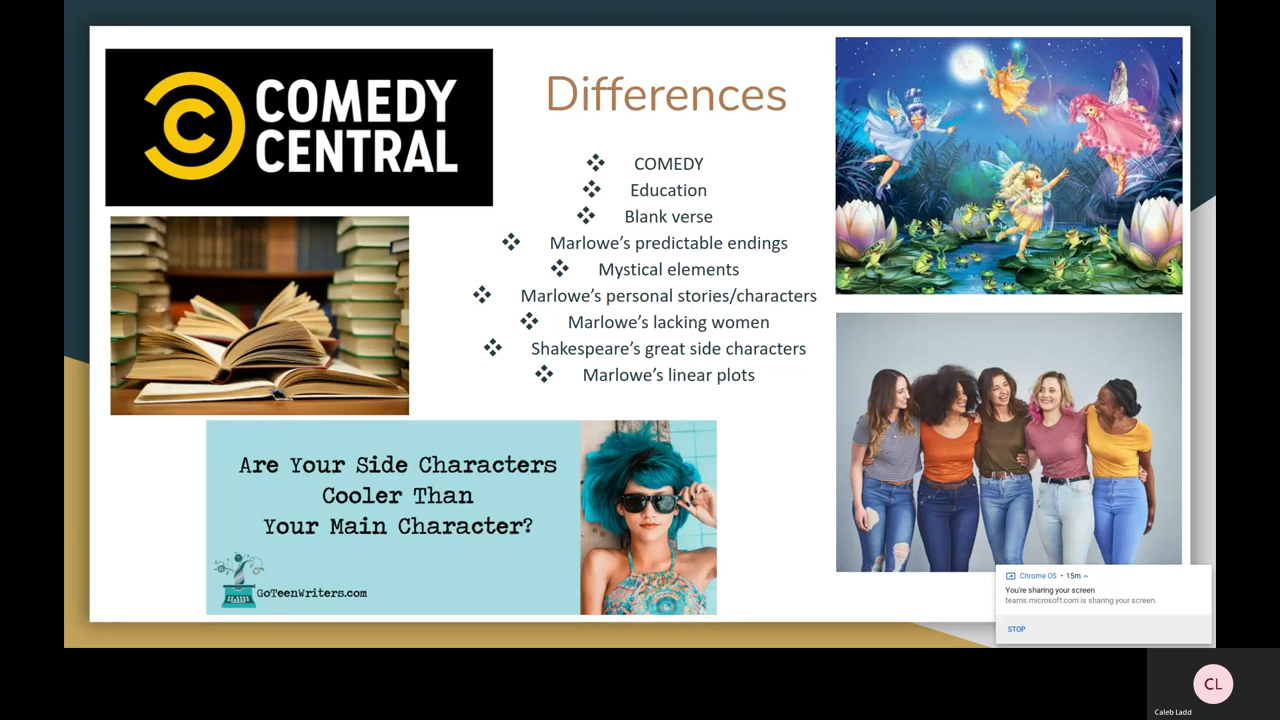 COMEDY
CENTRAL
Differences
COMEDY
Education
Blank verse
Marlowe's predictable endings
Mystical elements
Marlowe's personal stories/characters
Marlowe's lacking women
Shakespeare's great side characters
Marlowe's linear plots
Are Your Side Characters
Cooler Than
Your Main Character?
GoTeenWriters.com
Chrome OS • 15m
You're sharing your screen
teams.microsoft.com is sharing your screen.
STOP
CL
Caleb Ladd